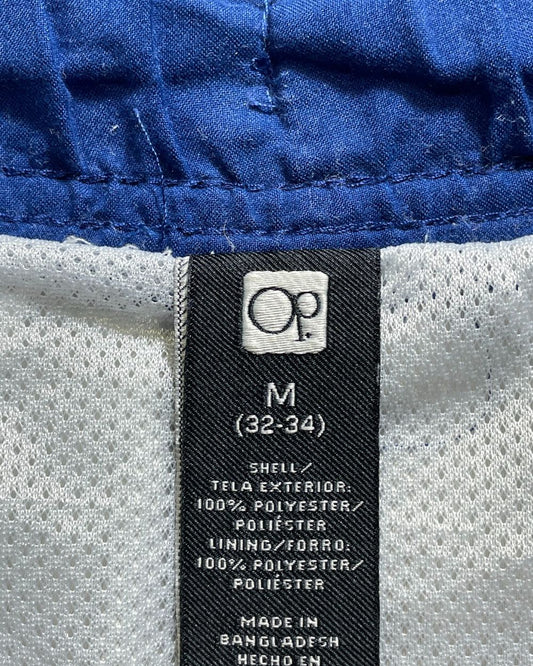 Op.
M
(32-34)
SHELL/
TELA EXTERIOR:
100% POLYESTER/
POLIÉSTER
LINING/FORRO:
100% POLYESTER/
POLIÉSTER
MADE IN
BANGLADESH
HECHO EN